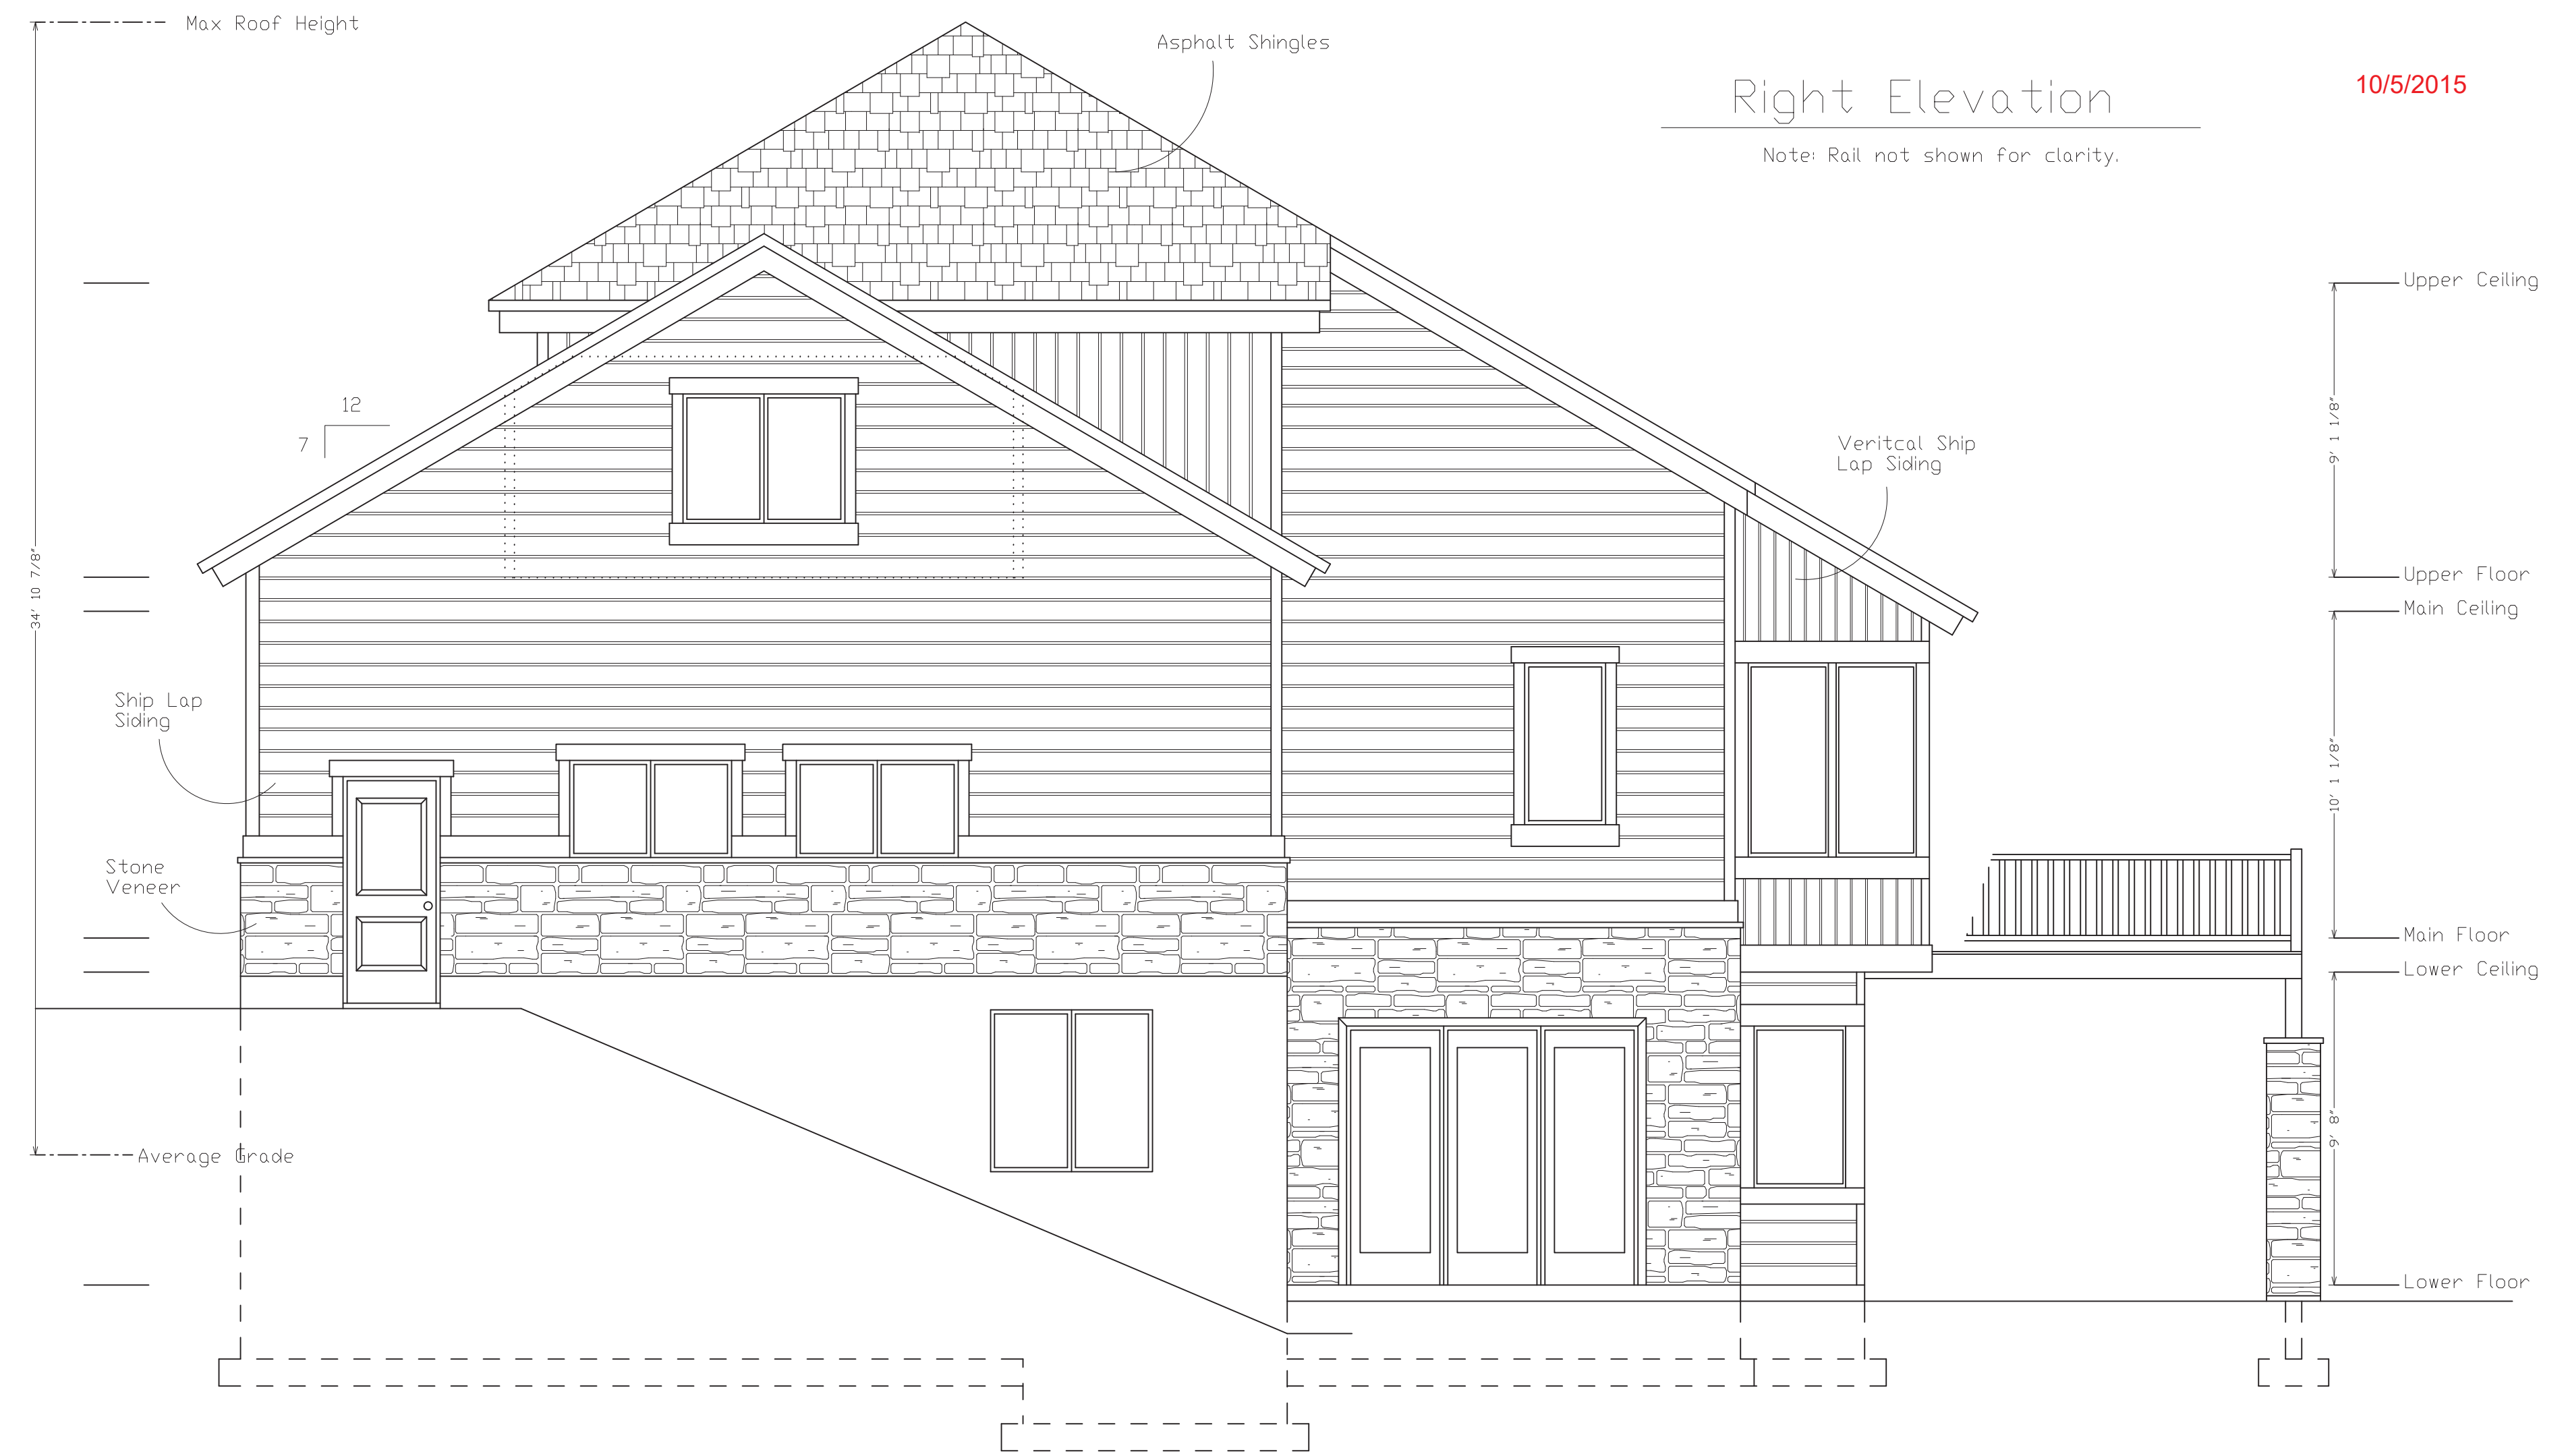 Max Roof Height
Asphalt Shingles
Right Elevation
10/5/2015
Note: Rail not shown for clarity.
Upper Ceiling
9' 1 1/8"
12
7
Veritcal Ship
Lap Siding
34' 10 7/8"
Upper Floor
Main Ceiling
Ship Lap
Siding
10' 1 1/8"
Stone
Veneer
Main Floor
Lower Ceiling
9' 8"
Average Grade
Lower Floor